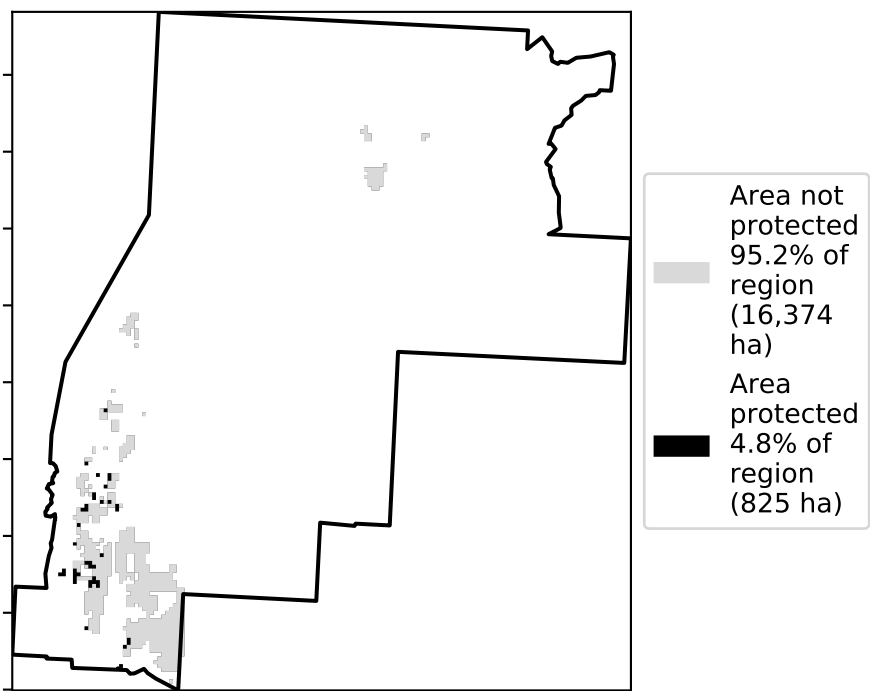 Area not
protected
95.2% of
region
(16,374
ha)
Area
protected
4.8% of
region
(825 ha)